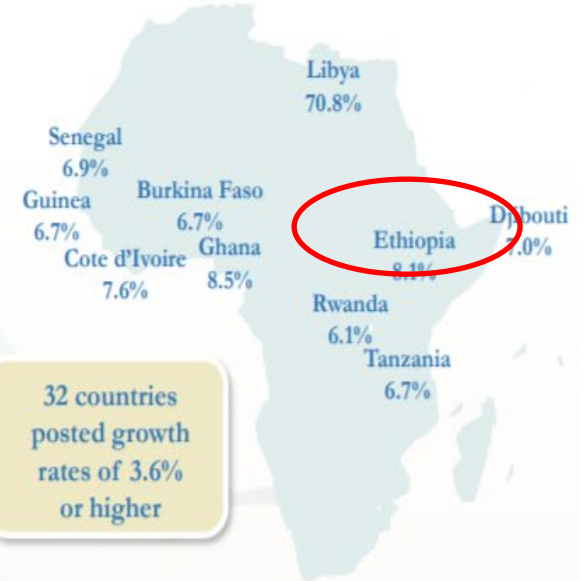 Libya
70.8%
Senegal
6.9%
Guinea
6.7%
Burkina Faso
6.7%
Cote d'Ivoire
7.6%
Ghana
8.5%
Ethiopia
8.1%
Djibouti
7.0%
Rwanda
6.1%
Tanzania
6.7%
32 countries
posted growth
rates of 3.6%
or higher